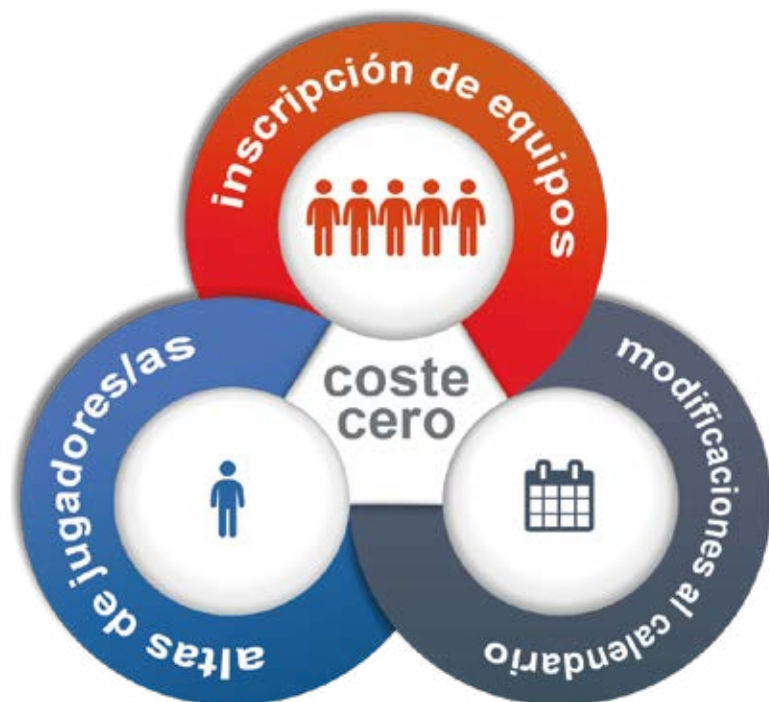 inscripción de equipos
coste
cero
altas de jugadores/as
modificaciones al calendario